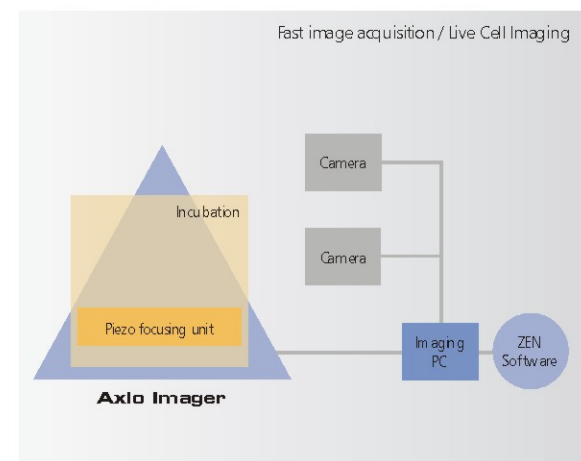 Fast image acquisition / Live Cell Imaging
Camera
Incubation
Camera
Piezo focusing unit
Imaging
PC
ZEN
Software
Axio Imager